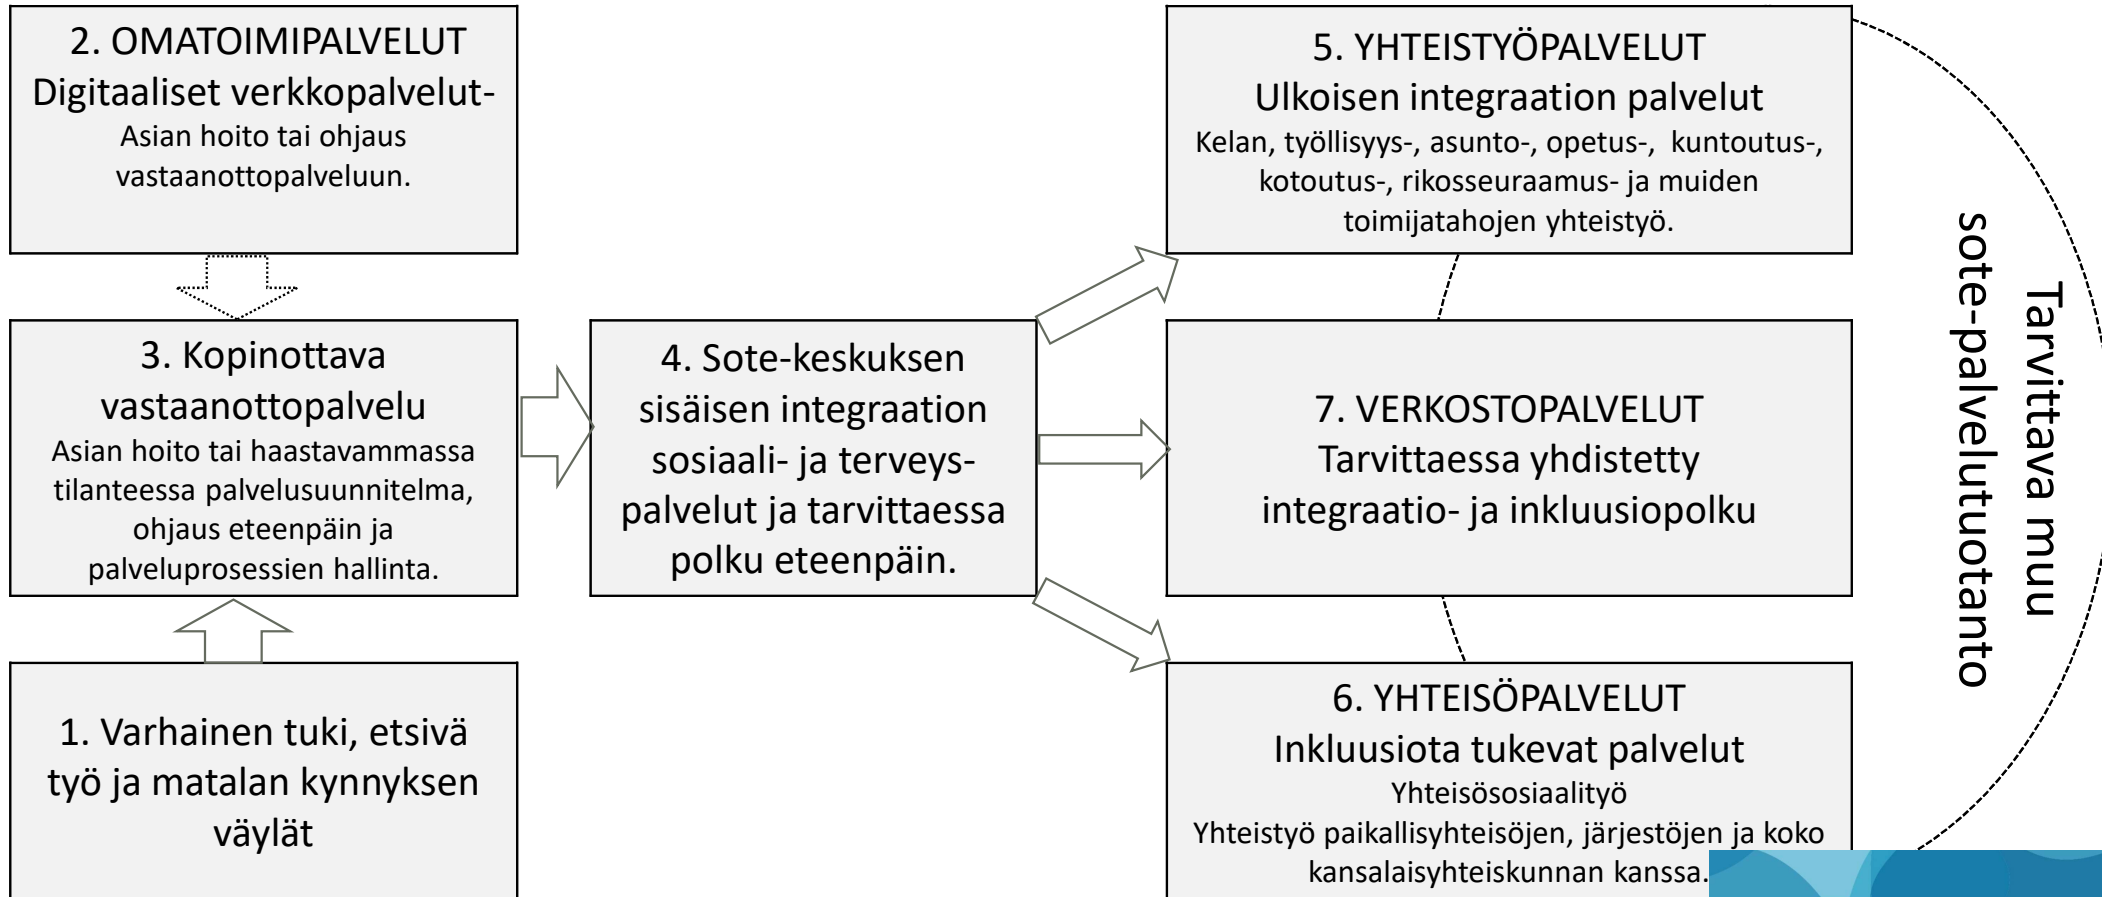 2. OMATOIMIPALVELUT
Digitaaliset verkkopalvelut-
Asian hoito tai ohjaus
vastaanottopalveluun.
3. Kopinottava
vastaanottopalvelu
Asian hoito tai haastavammassa
tilanteessa palvelusuunnitelma,
ohjaus eteenpäin ja
palveluprosessien hallinta.
1. Varhainen tuki, etsivä
työ ja matalan kynnyksen
väylät
4. Sote-keskuksen
sisäisen integraation
sosiaali- ja terveys-
palvelut ja tarvittaessa
polku eteenpäin.
5. YHTEISTYÖPALVELUT
Ulkoisen integraation palvelut
Kelan, työllisyys-, asunto-, opetus-, kuntoutus-,
kotoutus-, rikosseuraamus- ja muiden
toimijatahojen yhteistyö.
7. VERKOSTOPALVELUT
Tarvittaessa yhdistetty
integraatio- ja inkluusiopolku
6. YHTEISÖPALVELUT
Inkluusiota tukevat palvelut
Yhteisösosiaalityö
Yhteistyö paikallisyhteisöjen, järjestöjen ja koko
kansalaisyhteiskunnan kanssa.
Tarvittava muu
sote-palvelutuotanto